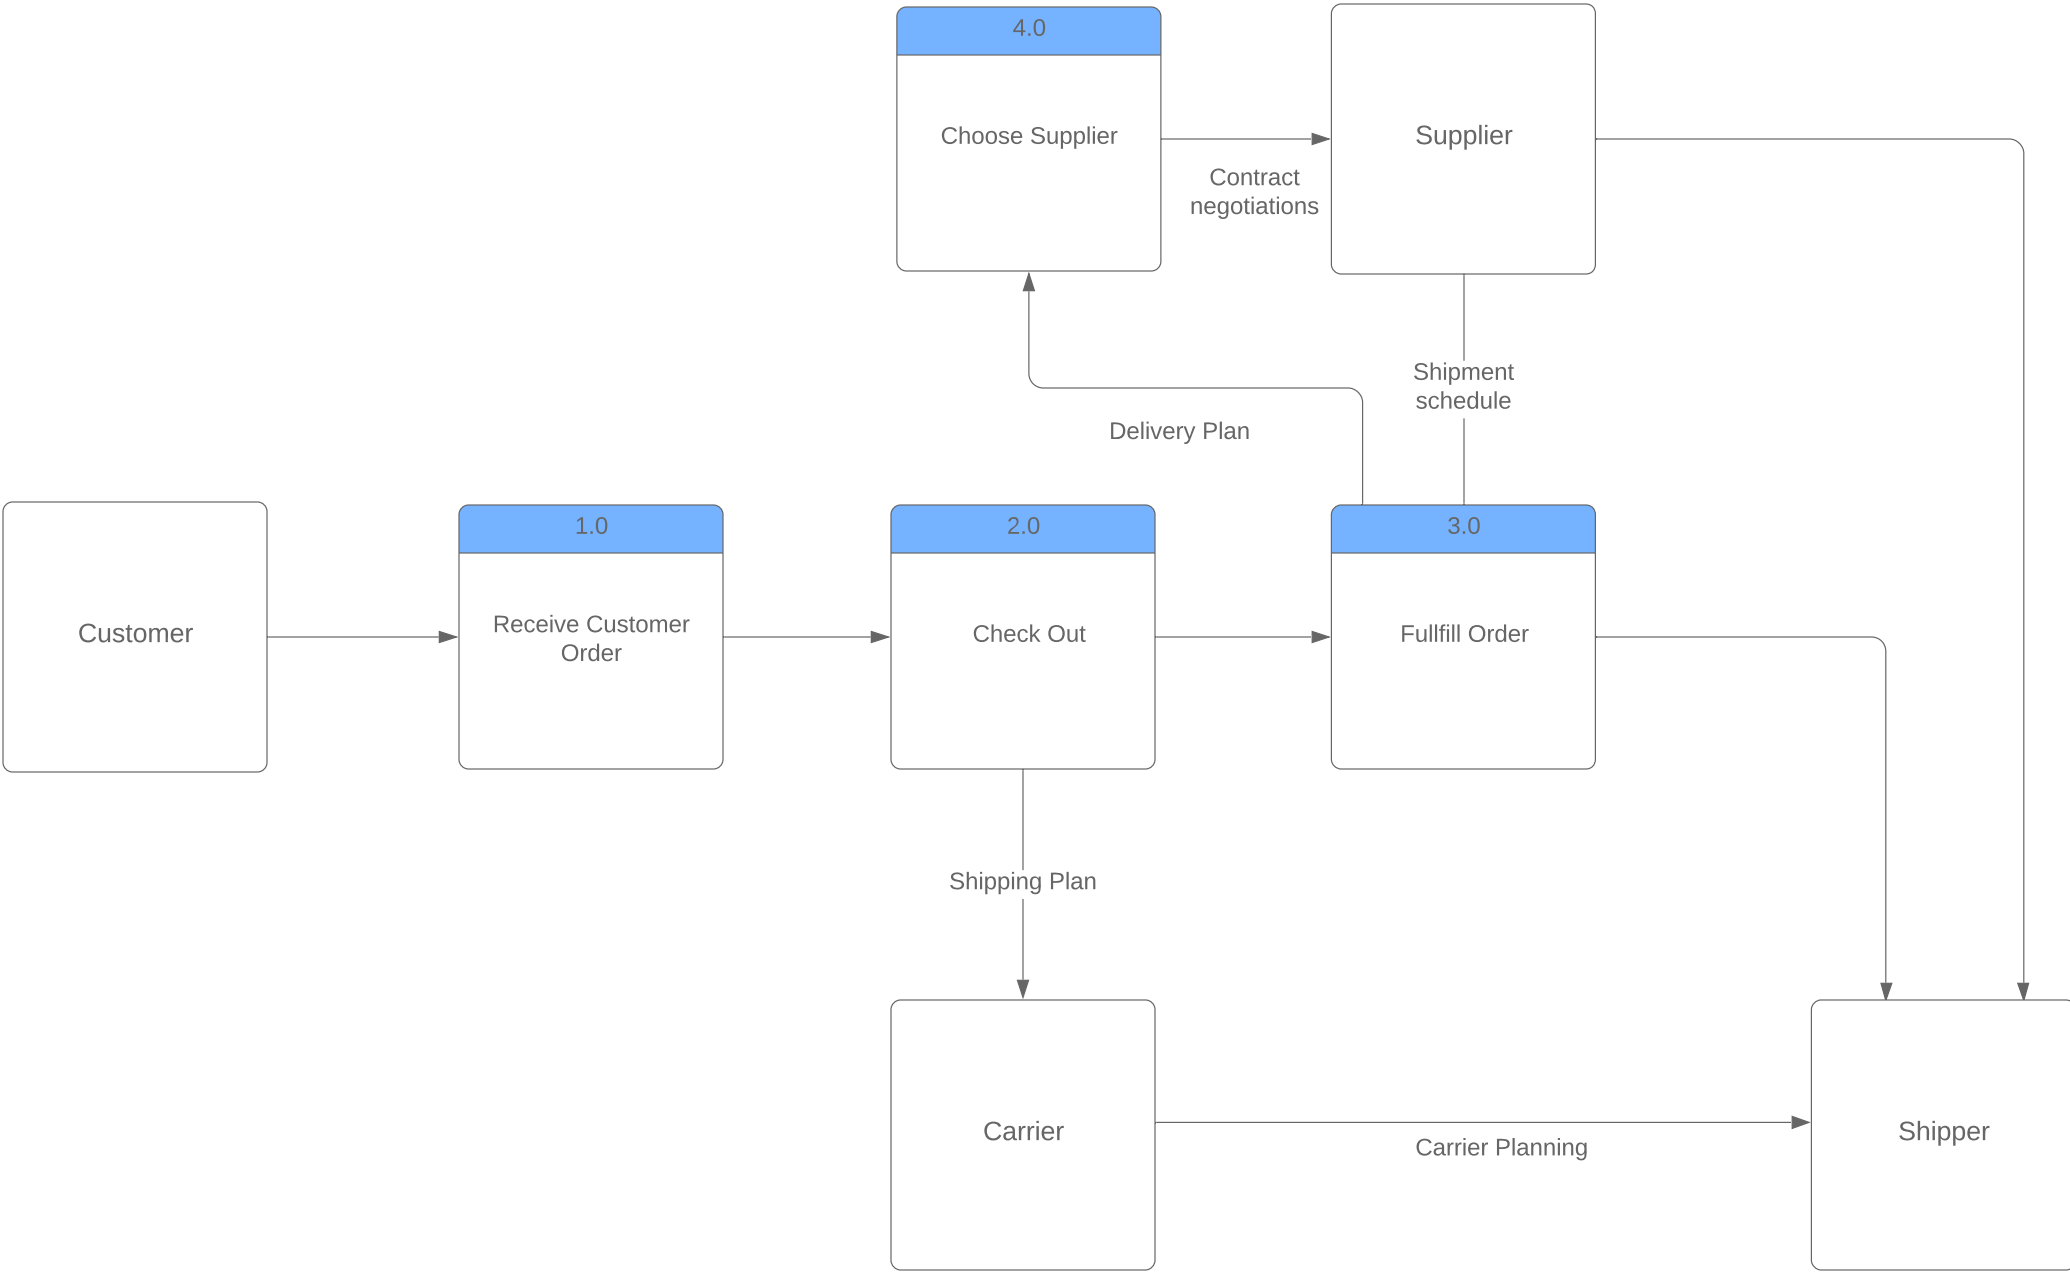 4.0
Choose Supplier
Supplier
Contract
negotiations
Shipment
schedule
Delivery Plan
Customer
1.0
Receive Customer
Order
2.0
Check Out
3.0
Fullfill Order
Shipping Plan
Carrier
Carrier Planning
Shipper